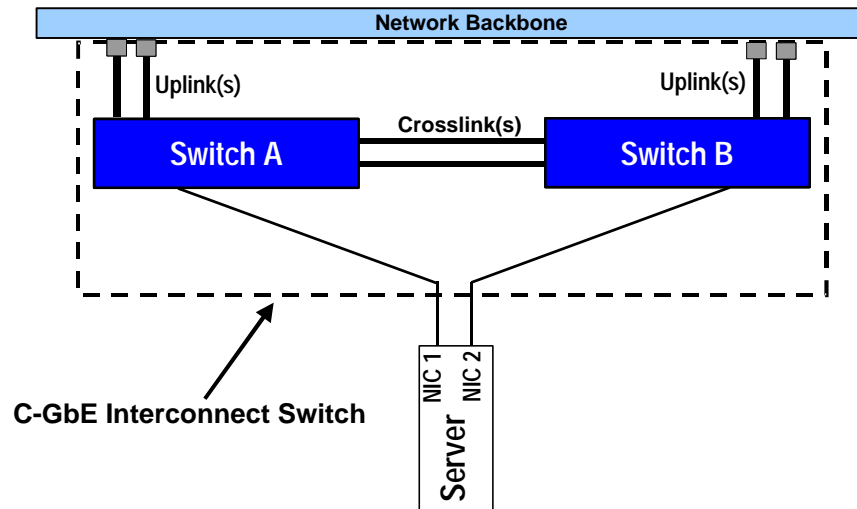 Network Backbone
Uplink(s)
Uplink(s)
Crosslink(s)
Switch A
Switch B
NIC 1
NIC 2
Server
C-GbE Interconnect Switch